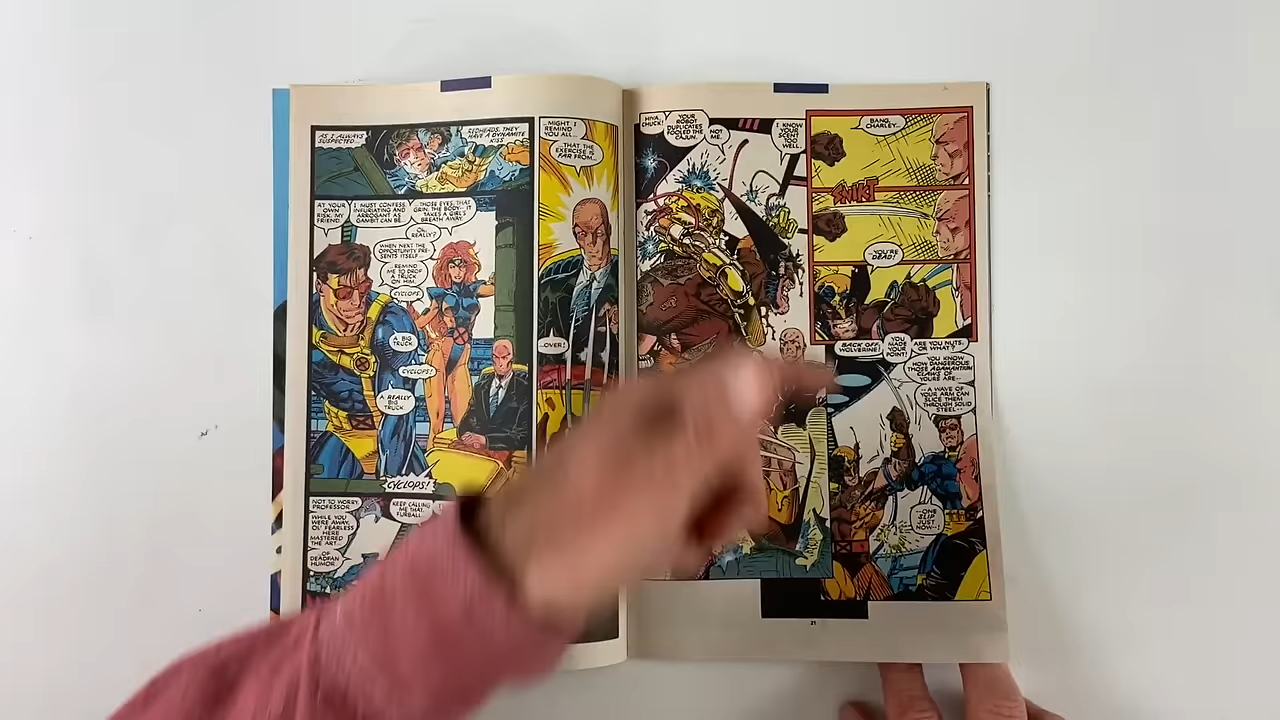 AS I ALWAYS
SUSPECTED...
REDHEADS. THEY
HAVE A DYNAMITE
KISS
AT YOUR
OWN
RISK, MY
FRIEND.
I MUST CONFESS
INFURIATING AND
ARROGANT AS
GAMBIT CAN BE...
...THOSE EYES, THAT
GRIN, THE BODY-- IT
TAKES A GIRL'S
BREATH AWAY.
OH,
REALLY?
WHEN NEXT THE
OPPORTUNITY PRE-
SENTS ITSELF...
...REMIND
ME TO DROP
A TRUCK
ON HIM.
CYCLOPS.
A BIG
TRUCK.
CYCLOPS!
A REALLY
BIG
TRUCK.
CYCLOPS!
NOT TO WORRY,
PROFESSOR.
WHILE YOU
WERE AWAY,
OL' FEARLESS
HERE
MASTERED
THE ART...
...OF
DEADPAN
HUMOR.
KEEP CALLING
ME THAT,
FURBALL...
...MIGHT I
REMIND
YOU ALL...
...THAT THE
EXERCISE IS
FAR FROM...
...OVER!
HIYA,
CHUCK!
YOUR
ROBOT
DUPLICATES
FOOLED THE
CAJUN.
NOT
ME.
I KNOW
YOUR
SCENT
TOO
WELL.
BANG,
CHARLEY...
SNIKT
...YOU'RE
DEAD!
BACK OFF,
WOLVERINE!
YOU
MADE
YOUR
POINT!
ARE YOU NUTS,
OR WHAT?
YOU KNOW
HOW DANGEROUS
THOSE ADAMANTIUM
CLAWS OF
YOURS ARE--
--A WAVE OF
YOUR ARM CAN
SLICE THEM
THROUGH SOLID
STEEL--
--ONE
SLIP
JUST
NOW--!
21